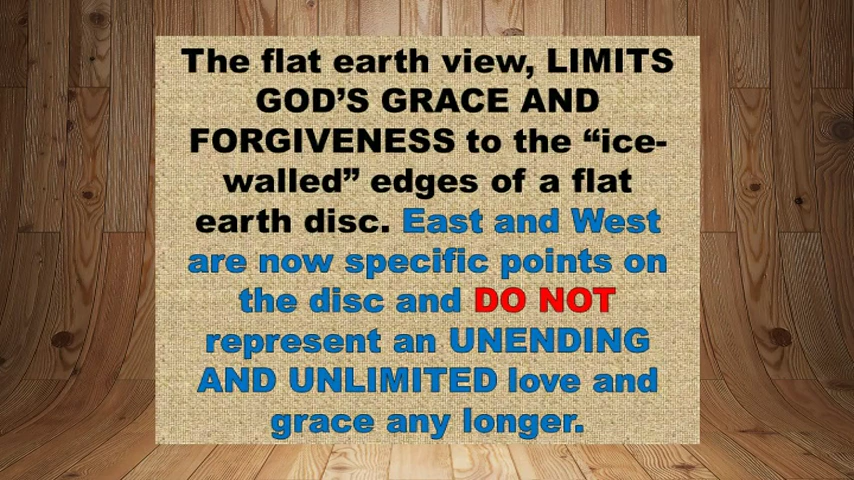 The flat earth view, LIMITS
GOD’S GRACE AND
FORGIVENESS to the “ice-
walled” edges of a flat
earth disc. East and West
are now specific points on
the disc and DO NOT
represent an UNENDING
AND UNLIMITED love and
grace any longer.